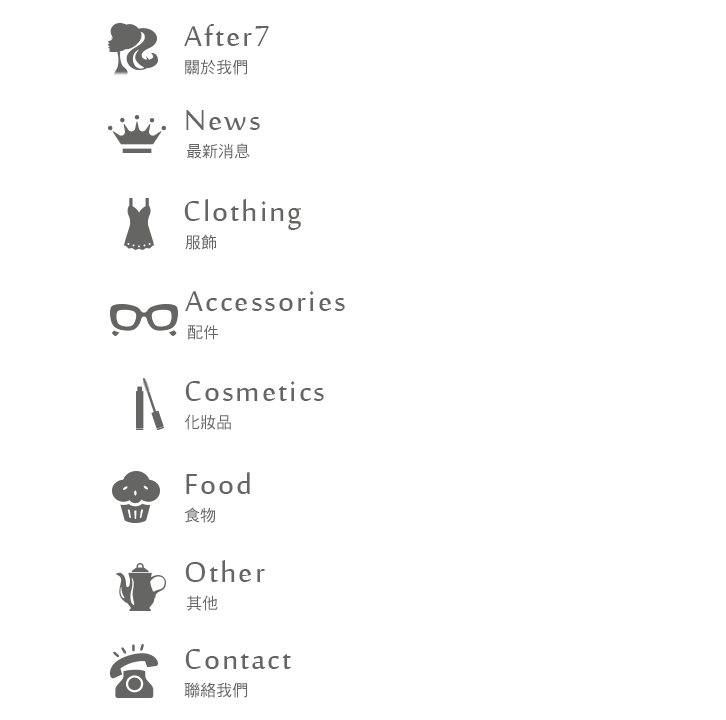 After7
關於我們
News
最新消息
Clothing
服飾
Accessories
配件
Cosmetics
化妝品
Food
食物
Other
其他
Contact
聯絡我們